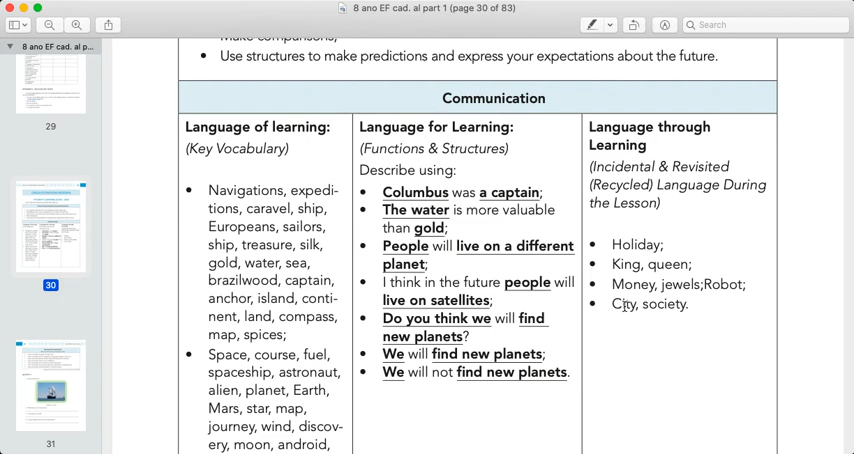 8 ano EF cad. al part 1 (page 30 of 83)
Search
8 ano EF cad. al p...
29
30
31
Make comparisons;
• Use structures to make predictions and express your expectations about the future.
Communication
Language of learning:
(Key Vocabulary)
• Navigations, expedi-
tions, caravel, ship,
Europeans, sailors,
ship, treasure, silk,
gold, water, sea,
brazilwood, captain,
anchor, island, conti-
nent, land, compass,
map, spices;
• Space, course, fuel,
spaceship, astronaut,
alien, planet, Earth,
Mars, star, map,
journey, wind, discov-
ery, moon, android,
Language for Learning:
(Functions & Structures)
Describe using:
• Columbus was a captain;
• The water is more valuable
than gold;
• People will live on a different
planet;
• I think in the future people will
live on satellites;
• Do you think we will find
new planets?
• We will find new planets;
• We will not find new planets.
Language through
Learning
(Incidental & Revisited
(Recycled) Language During
the Lesson)
• Holiday;
• King, queen;
• Money, jewels;Robot;
• City, society.